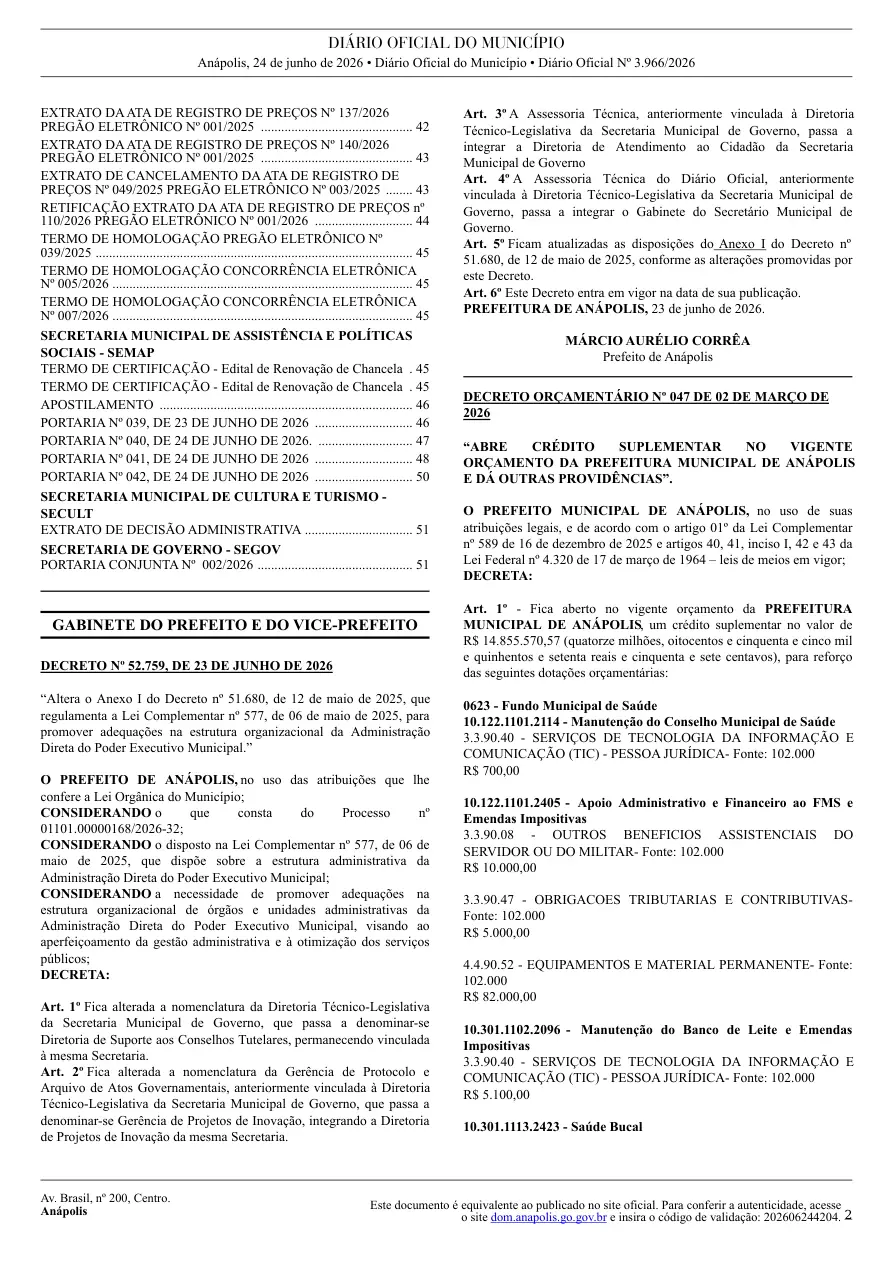 DIÁRIO OFICIAL DO MUNICÍPIO
Anápolis, 24 de junho de 2026 • Diário Oficial do Município • Diário Oficial Nº 3.966/2026
EXTRATO DA ATA DE REGISTRO DE PREÇOS Nº 137/2026
PREGÃO ELETRÔNICO Nº 001/2025 ............................................. 42
EXTRATO DA ATA DE REGISTRO DE PREÇOS Nº 140/2026
PREGÃO ELETRÔNICO Nº 001/2025 ............................................. 43
EXTRATO DE CANCELAMENTO DA ATA DE REGISTRO DE
PREÇOS Nº 049/2025 PREGÃO ELETRÔNICO Nº 003/2025 ........ 43
RETIFICAÇÃO EXTRATO DA ATA DE REGISTRO DE PREÇOS nº
110/2026 PREGÃO ELETRÔNICO Nº 001/2026 ............................. 44
TERMO DE HOMOLOGAÇÃO PREGÃO ELETRÔNICO Nº
039/2025 .............................................................................................. 45
TERMO DE HOMOLOGAÇÃO CONCORRÊNCIA ELETRÔNICA
Nº 005/2026 ......................................................................................... 45
TERMO DE HOMOLOGAÇÃO CONCORRÊNCIA ELETRÔNICA
Nº 007/2026 ......................................................................................... 45
SECRETARIA MUNICIPAL DE ASSISTÊNCIA E POLÍTICAS
SOCIAIS - SEMAP
TERMO DE CERTIFICAÇÃO - Edital de Renovação de Chancela . 45
TERMO DE CERTIFICAÇÃO - Edital de Renovação de Chancela . 45
APOSTILAMENTO ........................................................................... 46
PORTARIA Nº 039, DE 23 DE JUNHO DE 2026 ............................. 46
PORTARIA Nº 040, DE 24 DE JUNHO DE 2026. ............................ 47
PORTARIA Nº 041, DE 24 DE JUNHO DE 2026 ............................. 48
PORTARIA Nº 042, DE 24 DE JUNHO DE 2026 ............................. 50
SECRETARIA MUNICIPAL DE CULTURA E TURISMO -
SECULT
EXTRATO DE DECISÃO ADMINISTRATIVA ................................ 51
SECRETARIA DE GOVERNO - SEGOV
PORTARIA CONJUNTA Nº 002/2026 .............................................. 51
GABINETE DO PREFEITO E DO VICE-PREFEITO
DECRETO Nº 52.759, DE 23 DE JUNHO DE 2026
“Altera o Anexo I do Decreto nº 51.680, de 12 de maio de 2025, que
regulamenta a Lei Complementar nº 577, de 06 de maio de 2025, para
promover adequações na estrutura organizacional da Administração
Direta do Poder Executivo Municipal.”
O PREFEITO DE ANÁPOLIS, no uso das atribuições que lhe
confere a Lei Orgânica do Município;
CONSIDERANDO o que consta do Processo nº
01101.00000168/2026-32;
CONSIDERANDO o disposto na Lei Complementar nº 577, de 06 de
maio de 2025, que dispõe sobre a estrutura administrativa da
Administração Direta do Poder Executivo Municipal;
CONSIDERANDO a necessidade de promover adequações na
estrutura organizacional de órgãos e unidades administrativas da
Administração Direta do Poder Executivo Municipal, visando ao
aperfeiçoamento da gestão administrativa e à otimização dos serviços
públicos;
DECRETA:
Art. 1º Fica alterada a nomenclatura da Diretoria Técnico-Legislativa
da Secretaria Municipal de Governo, que passa a denominar-se
Diretoria de Suporte aos Conselhos Tutelares, permanecendo vinculada
à mesma Secretaria.
Art. 2º Fica alterada a nomenclatura da Gerência de Protocolo e
Arquivo de Atos Governamentais, anteriormente vinculada à Diretoria
Técnico-Legislativa da Secretaria Municipal de Governo, que passa a
denominar-se Gerência de Projetos de Inovação, integrando a Diretoria
de Projetos de Inovação da mesma Secretaria.
Art. 3º A Assessoria Técnica, anteriormente vinculada à Diretoria
Técnico-Legislativa da Secretaria Municipal de Governo, passa a
integrar a Diretoria de Atendimento ao Cidadão da Secretaria
Municipal de Governo
Art. 4º A Assessoria Técnica do Diário Oficial, anteriormente
vinculada à Diretoria Técnico-Legislativa da Secretaria Municipal de
Governo, passa a integrar o Gabinete do Secretário Municipal de
Governo.
Art. 5º Ficam atualizadas as disposições do Anexo I do Decreto nº
51.680, de 12 de maio de 2025, conforme as alterações promovidas por
este Decreto.
Art. 6º Este Decreto entra em vigor na data de sua publicação.
PREFEITURA DE ANÁPOLIS, 23 de junho de 2026.
MÁRCIO AURÉLIO CORRÊA
Prefeito de Anápolis
DECRETO ORÇAMENTÁRIO Nº 047 DE 02 DE MARÇO DE
2026
“ABRE CRÉDITO SUPLEMENTAR NO VIGENTE
ORÇAMENTO DA PREFEITURA MUNICIPAL DE ANÁPOLIS
E DÁ OUTRAS PROVIDÊNCIAS”.
O PREFEITO MUNICIPAL DE ANÁPOLIS, no uso de suas
atribuições legais, e de acordo com o artigo 01º da Lei Complementar
nº 589 de 16 de dezembro de 2025 e artigos 40, 41, inciso I, 42 e 43 da
Lei Federal nº 4.320 de 17 de março de 1964 – leis de meios em vigor;
DECRETA:
Art. 1º - Fica aberto no vigente orçamento da PREFEITURA
MUNICIPAL DE ANÁPOLIS, um crédito suplementar no valor de
R$ 14.855.570,57 (quatorze milhões, oitocentos e cinquenta e cinco mil
e quinhentos e setenta reais e cinquenta e sete centavos), para reforço
das seguintes dotações orçamentárias:
0623 - Fundo Municipal de Saúde
10.122.1101.2114 - Manutenção do Conselho Municipal de Saúde
3.3.90.40 - SERVIÇOS DE TECNOLOGIA DA INFORMAÇÃO E
COMUNICAÇÃO (TIC) - PESSOA JURÍDICA- Fonte: 102.000
R$ 700,00
10.122.1101.2405 - Apoio Administrativo e Financeiro ao FMS e
Emendas Impositivas
3.3.90.08 - OUTROS BENEFICIOS ASSISTENCIAIS DO
SERVIDOR OU DO MILITAR- Fonte: 102.000
R$ 10.000,00
3.3.90.47 - OBRIGACOES TRIBUTARIAS E CONTRIBUTIVAS-
Fonte: 102.000
R$ 5.000,00
4.4.90.52 - EQUIPAMENTOS E MATERIAL PERMANENTE- Fonte:
102.000
R$ 82.000,00
10.301.1102.2096 - Manutenção do Banco de Leite e Emendas
Impositivas
3.3.90.40 - SERVIÇOS DE TECNOLOGIA DA INFORMAÇÃO E
COMUNICAÇÃO (TIC) - PESSOA JURÍDICA- Fonte: 102.000
R$ 5.100,00
10.301.1113.2423 - Saúde Bucal
Av. Brasil, nº 200, Centro.
Anápolis
Este documento é equivalente ao publicado no site oficial. Para conferir a autenticidade, acesse
o site dom.anapolis.go.gov.br e insira o código de validação: 202606244204. 2